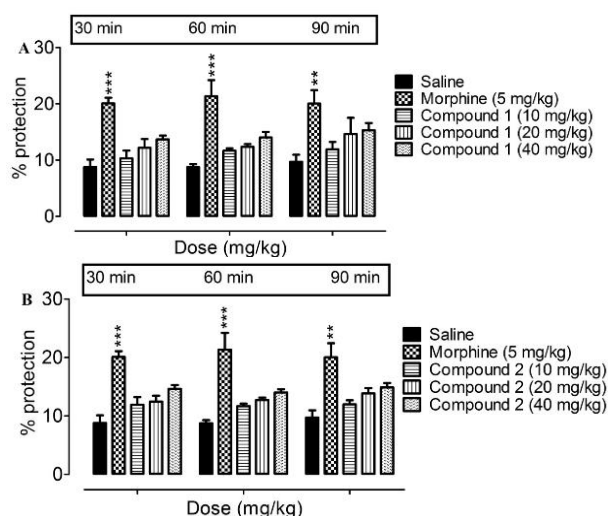 30 min 60 min 90 min
A
30
20
10
0
% protection
***
***
**
Saline
Morphine (5 mg/kg)
Compound 1 (10 mg/kg)
Compound 1 (20 mg/kg)
Compound 1 (40 mg/kg)
Dose (mg/kg)
30 min 60 min 90 min
B
30
20
10
0
% protection
***
***
**
Saline
Morphine (5 mg/kg)
Compound 2 (10 mg/kg)
Compound 2 (20 mg/kg)
Compound 2 (40 mg/kg)
Dose (mg/kg)